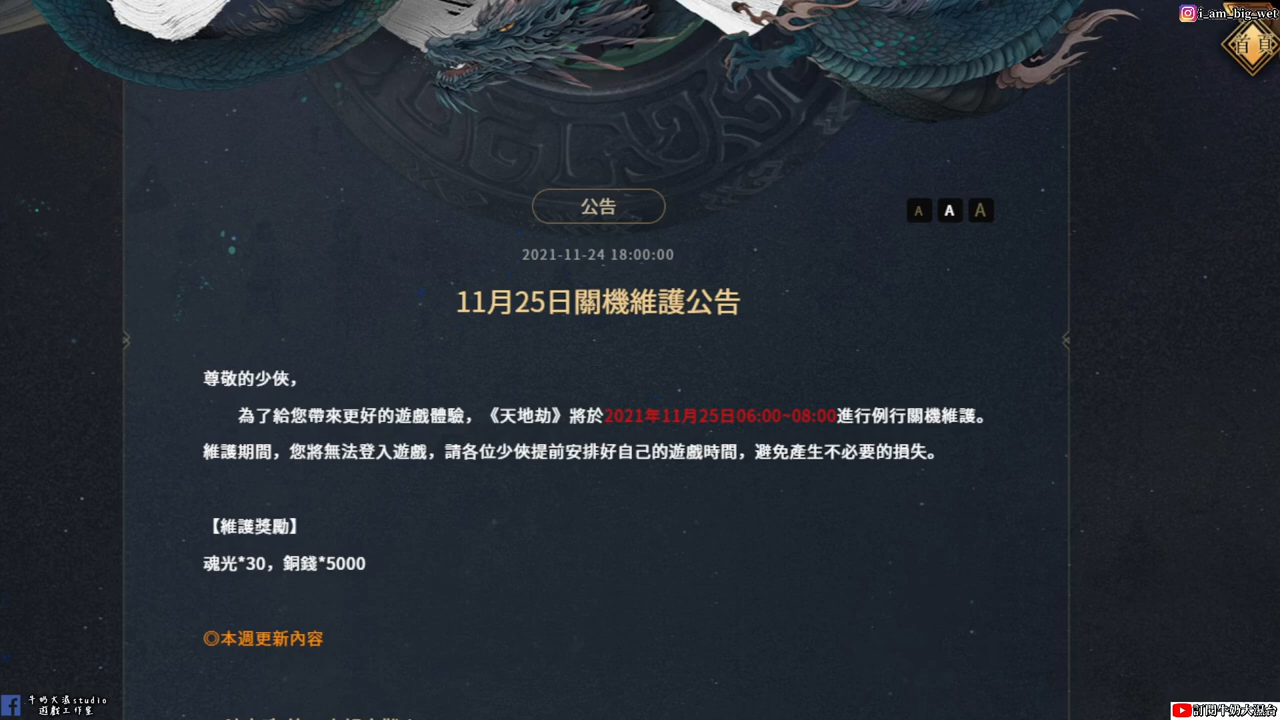 i_am_big_wet
首頁
公告
A A A
2021-11-24 18:00:00
11月25日關機維護公告
尊敬的少俠，
為了給您帶來更好的遊戲體驗，《天地劫》將於2021年11月25日06:00~08:00進行例行關機維護。
維護期間，您將無法登入遊戲，請各位少俠提前安排好自己的遊戲時間，避免產生不必要的損失。
【維護獎勵】
魂光*30，銅錢*5000
◎本週更新內容
牛奶大濕studio
遊戲工作室
訂閱牛奶大濕台